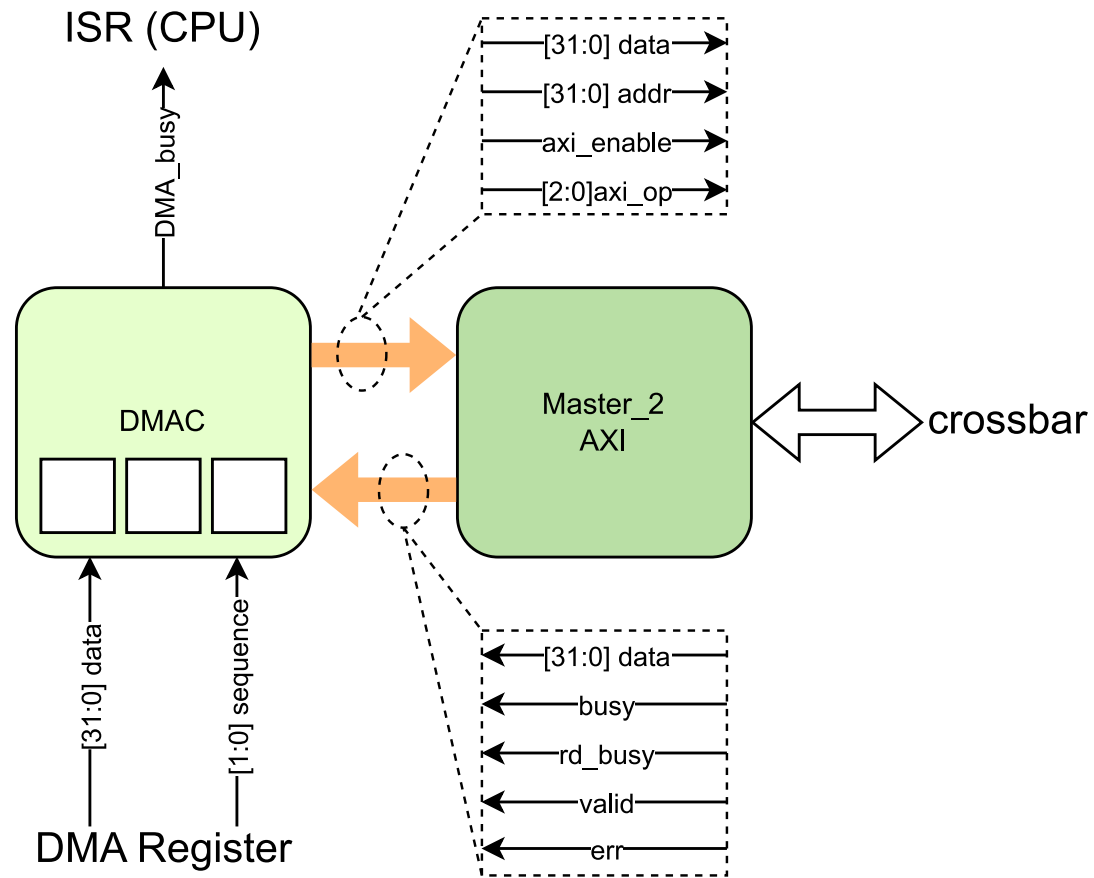 ISR (CPU)
DMA_busy
[31:0] data
[31:0] addr
axi_enable
[2:0]axi_op
DMAC
Master_2
AXI
crossbar
[31:0] data
[1:0] sequence
DMA Register
[31:0] data
busy
rd_busy
valid
err